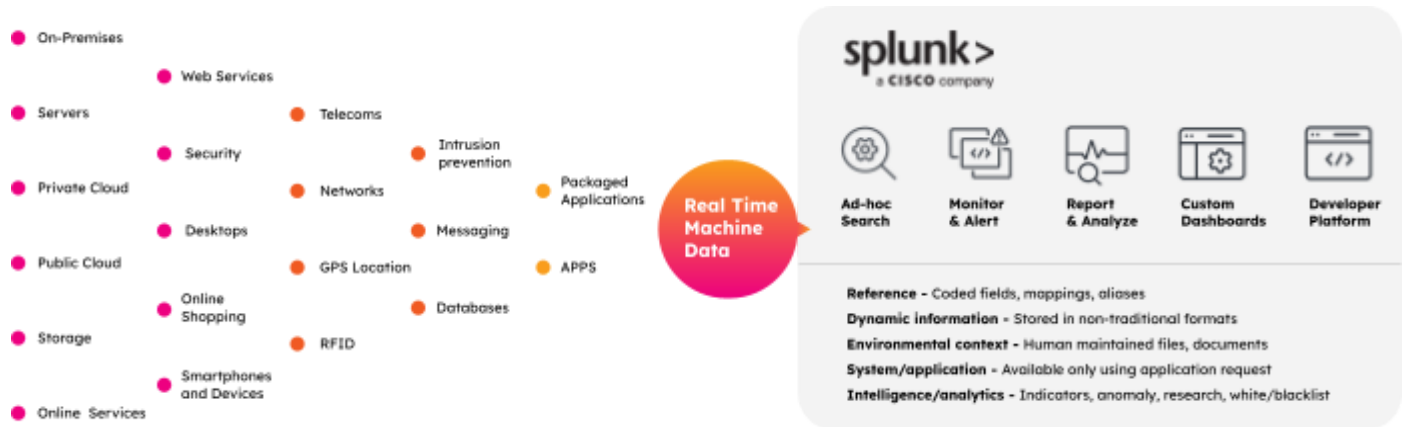 On-Premises
Servers
Private Cloud
Public Cloud
Storage
Online Services
Web Services
Security
Desktops
Online
Shopping
Smartphones
and Devices
Telecoms
Networks
GPS Location
RFID
Intrusion
prevention
Messaging
Databases
Packaged
Applications
APPS
Real Time
Machine
Data
splunk>
a CISCO company
Ad-hoc
Search
Monitor
& Alert
Report
& Analyze
Custom
Dashboards
Developer
Platform
Reference - Coded fields, mappings, aliases
Dynamic information - Stored in non-traditional formats
Environmental context - Human maintained files, documents
System/application - Available only using application request
Intelligence/analytics - Indicators, anomaly, research, white/blacklist